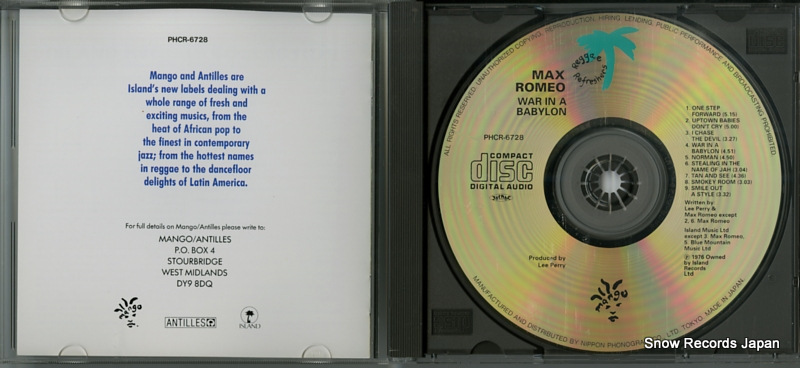 PHCR-6728
Mango and Antilles are
Island's new labels dealing with a
whole range of fresh and
exciting musics, from the
heat of African pop to
the finest in contemporary
jazz; from the hottest names
in reggae to the dancefloor
delights of Latin America.
For full details on Mango/Antilles please write to:
MANGO/ANTILLES
P.O. BOX 4
STOURBRIDGE
WEST MIDLANDS
DY9 8DQ
mango
ANTILLES
ISLAND
ALL RIGHTS RESERVED. UNAUTHORIZED COPYING, REPRODUCTION, HIRING, LENDING, PUBLIC PERFORMANCE AND BROADCASTING PROHIBITED.
Reggae
Refreshers
MAX
ROMEO
WAR IN A
BABYLON
PHCR-6728
COMPACT
disc
DIGITAL AUDIO
Produced by
Lee Perry
1. ONE STEP
FORWARD (5.15)
2. UPTOWN BABIES
DON'T CRY (5.00)
3. I CHASE
THE DEVIL (3.27)
4. WAR IN A
BABYLON (4.51)
5. NORMAN (4.50)
6. STEALING IN THE
NAME OF JAH (3.04)
7. TAN AND SEE (4.36)
8. SMOKEY ROOM (3.03)
9. SMILE OUT
A STYLE (3.32)
Written by
Lee Perry &
Max Romeo except
2. 6. Max Romeo
Island Music Ltd
except 3. Max Romeo,
5. Blue Mountain
Music Ltd
Ⓟ 1976 Owned
by Island
Records
Ltd
mango
MANUFACTURED AND DISTRIBUTED BY NIPPON PHONOGRAM CO., LTD. TOKYO. MADE IN JAPAN.
Snow Records Japan